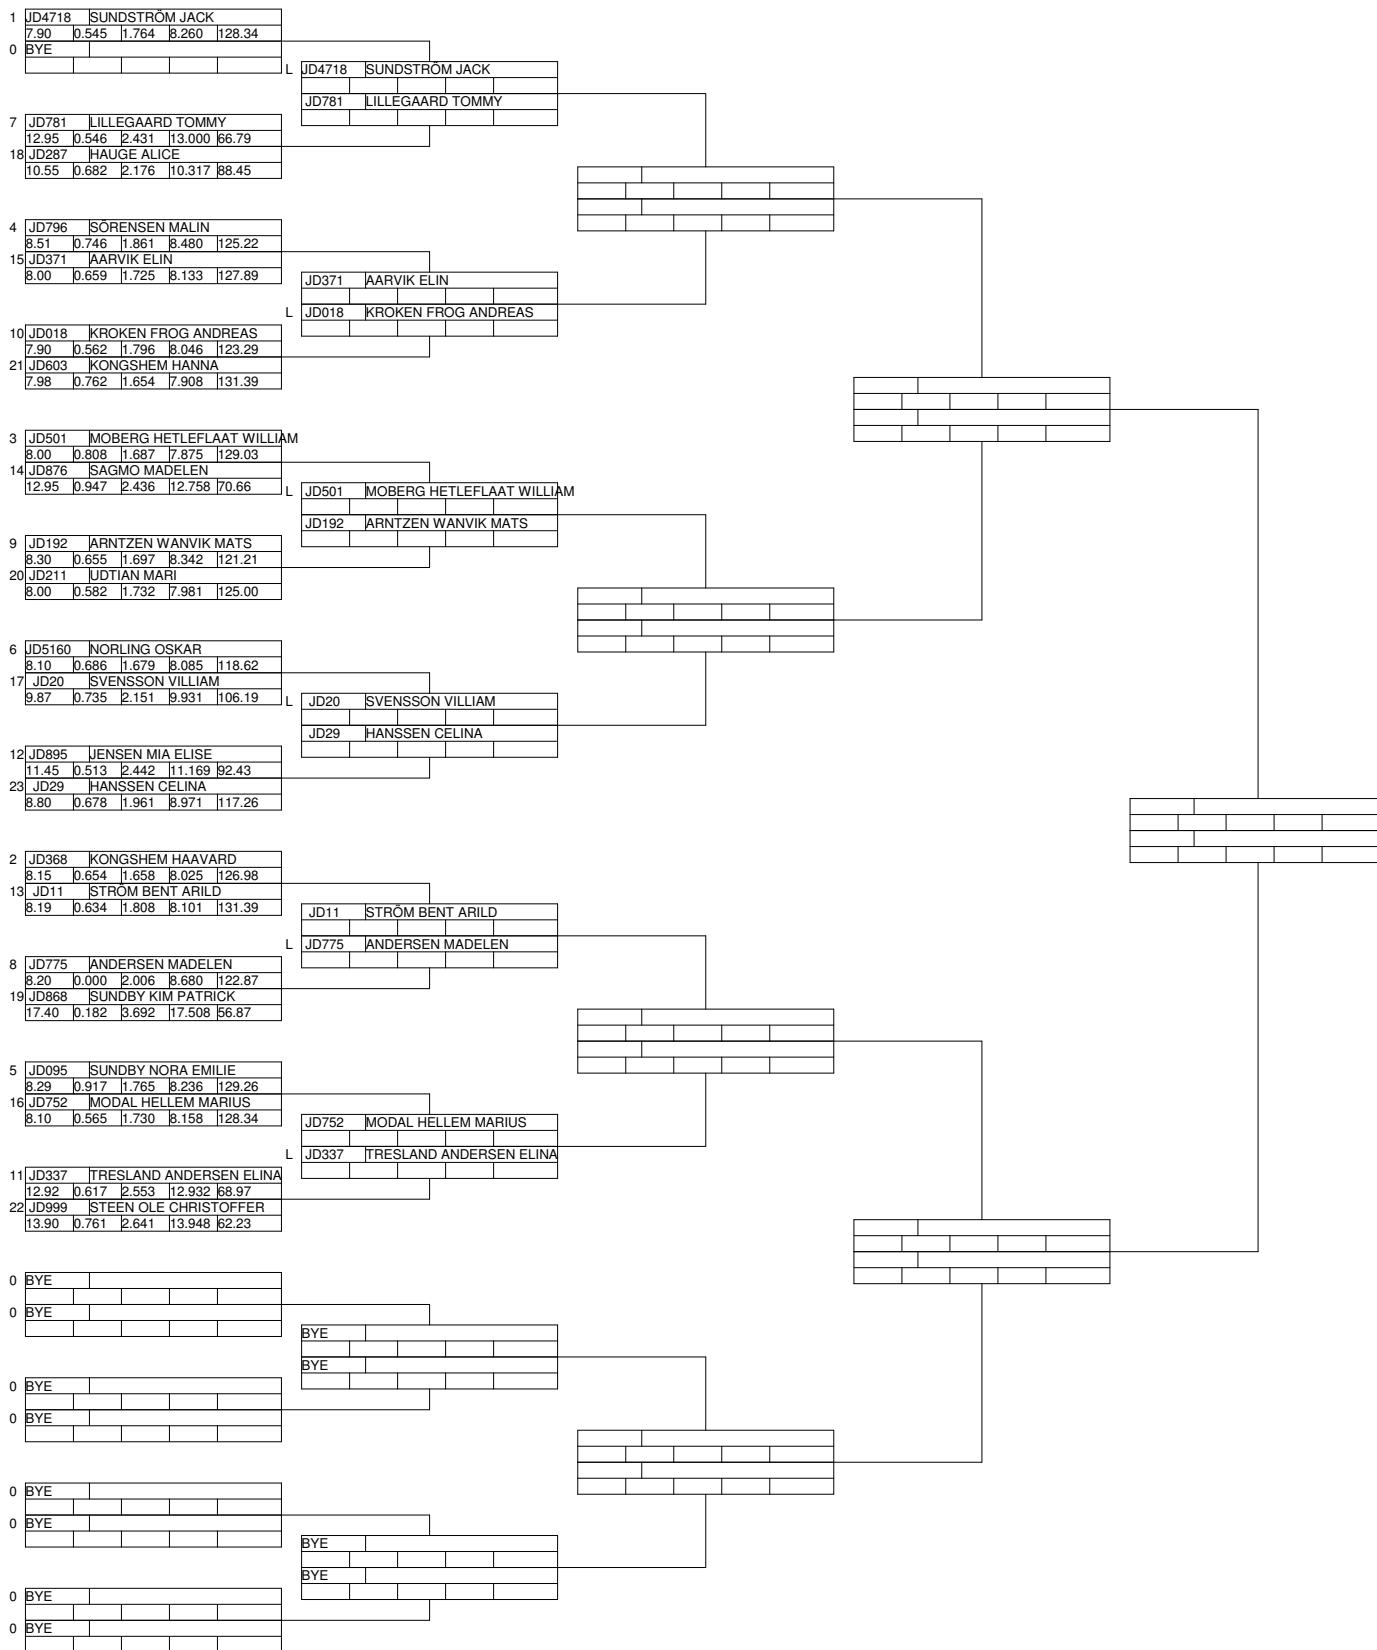 1 JD4718 SUNDSTRÖM JACK
7.90 0.545 1.764 8.260 128.34
0 BYE
L JD4718 SUNDSTRÖM JACK
JD781 LILLEGAARD TOMMY
7 JD781 LILLEGAARD TOMMY
12.95 0.546 2.431 13.000 66.79
18 JD287 HAUGE ALICE
10.55 0.682 2.176 10.317 88.45
4 JD796 SÖRENSEN MALIN
8.51 0.746 1.861 8.480 125.22
15 JD371 AARVIK ELIN
8.00 0.659 1.725 8.133 127.89
JD371 AARVIK ELIN
L JD018 KROKEN FROG ANDREAS
10 JD018 KROKEN FROG ANDREAS
7.90 0.562 1.796 8.046 123.29
21 JD603 KONGSHEM HANNA
7.98 0.762 1.654 7.908 131.39
3 JD501 MOBERG HETLEFLAAT WILLIAM
8.00 0.808 1.687 7.875 129.03
14 JD876 SAGMO MADELEN
12.95 0.947 2.436 12.758 70.66
L JD501 MOBERG HETLEFLAAT WILLIAM
JD192 ARNTZEN WANVIK MATS
9 JD192 ARNTZEN WANVIK MATS
8.30 0.655 1.697 8.342 121.21
20 JD211 UDTIAN MARI
8.00 0.582 1.732 7.981 125.00
6 JD5160 NORLING OSKAR
8.10 0.686 1.679 8.085 118.62
17 JD20 SVENSSON VILLIAM
9.87 0.735 2.151 9.931 106.19
L JD20 SVENSSON VILLIAM
JD29 HANSSEN CELINA
12 JD895 JENSEN MIA ELISE
11.45 0.513 2.442 11.169 92.43
23 JD29 HANSSEN CELINA
8.80 0.678 1.961 8.971 117.26
2 JD368 KONGSHEM HAAVARD
8.15 0.654 1.658 8.025 126.98
13 JD11 STRÖM BENT ARILD
8.19 0.634 1.808 8.101 131.39
JD11 STRÖM BENT ARILD
L JD775 ANDERSEN MADELEN
8 JD775 ANDERSEN MADELEN
8.20 0.000 2.006 8.680 122.87
19 JD868 SUNDBY KIM PATRICK
17.40 0.182 3.692 17.508 56.87
5 JD095 SUNDBY NORA EMILIE
8.29 0.917 1.765 8.236 129.26
16 JD752 MODAL HELLEM MARIUS
8.10 0.565 1.730 8.158 128.34
JD752 MODAL HELLEM MARIUS
L JD337 TRESLAND ANDERSEN ELINA
11 JD337 TRESLAND ANDERSEN ELINA
12.92 0.617 2.553 12.932 68.97
22 JD999 STEEN OLE CHRISTOFFER
13.90 0.761 2.641 13.948 62.23
0 BYE
0 BYE
BYE
BYE
0 BYE
0 BYE
0 BYE
0 BYE
BYE
BYE
0 BYE
0 BYE